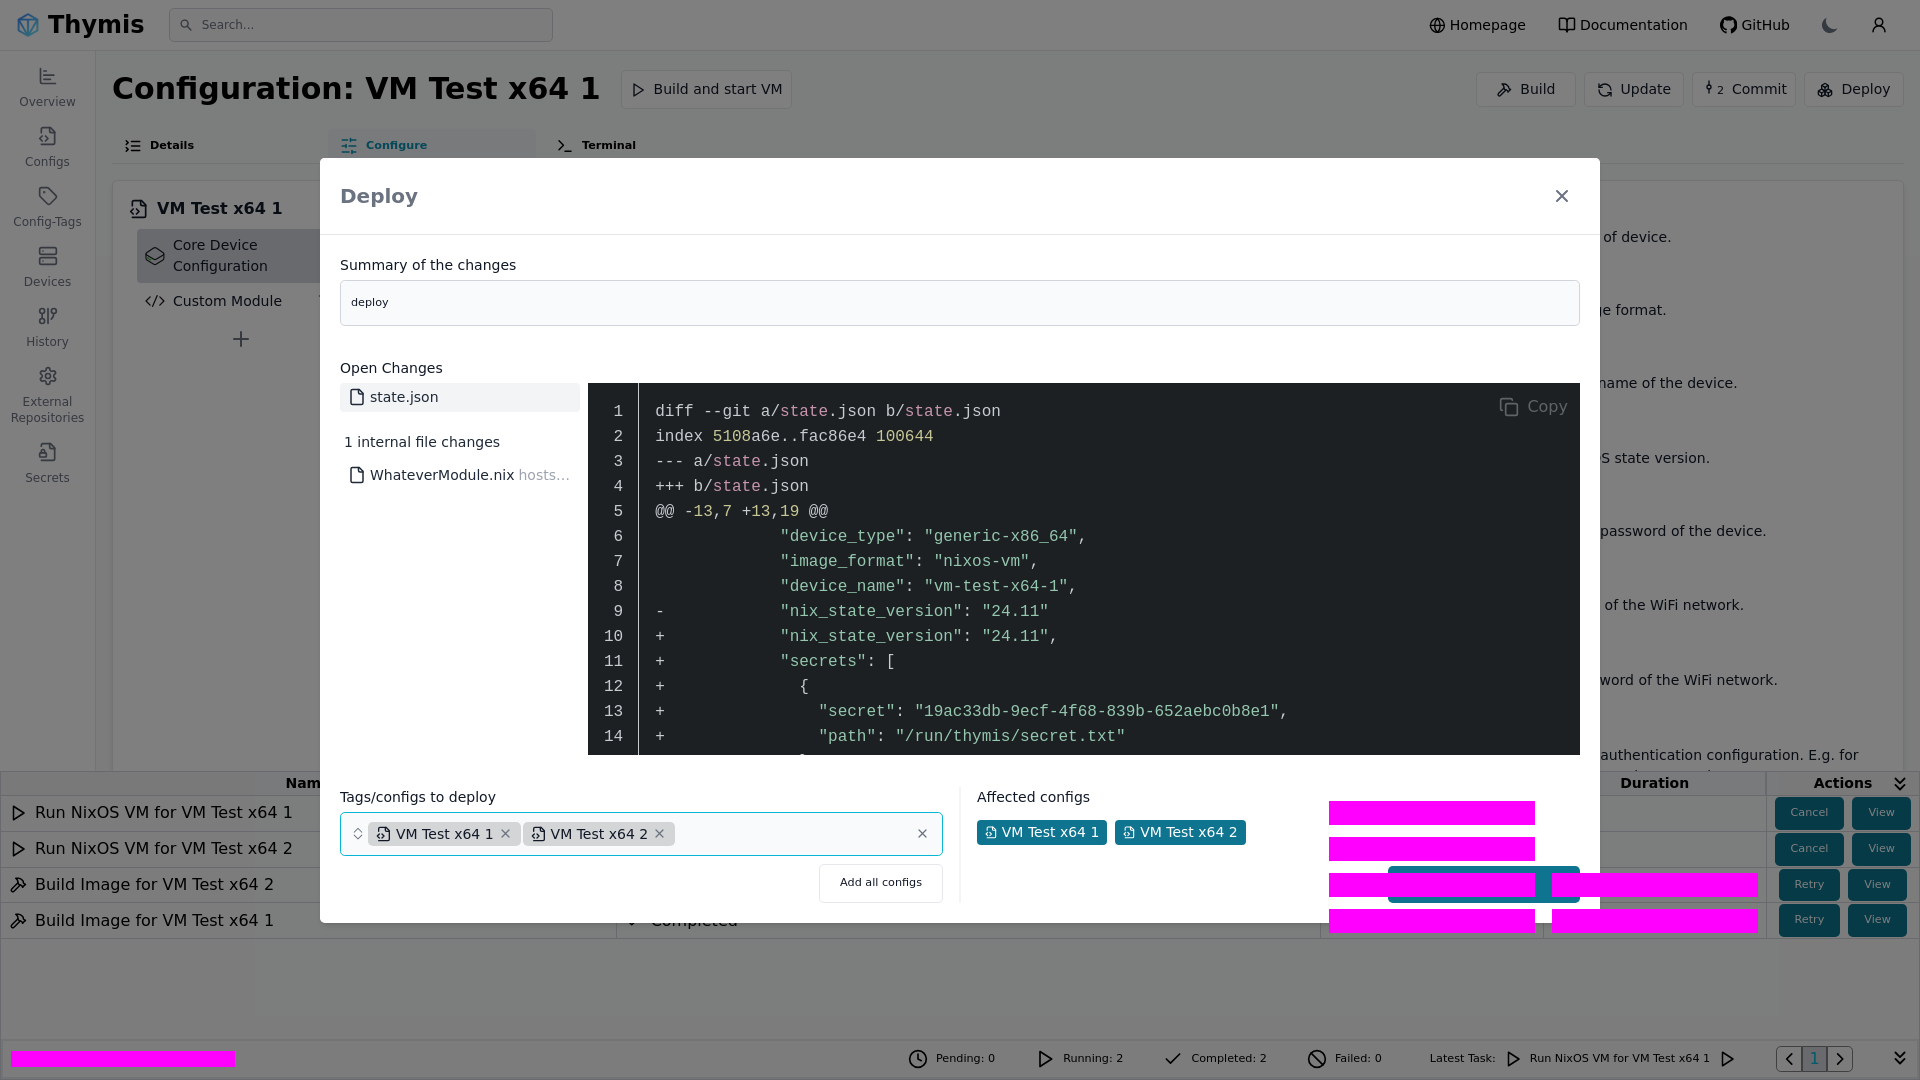 Thymis
Search...
Homepage
Documentation
GitHub
Overview
Configs
Config-Tags
Devices
History
External
Repositories
Secrets
Configuration: VM Test x64 1
Build and start VM
Build
Update
2 Commit
Deploy
Details
Configure
Terminal
VM Test x64 1
Core Device
Configuration
Custom Module
of device.
format.
name of the device.
state version.
password of the device.
of the WiFi network.
of the WiFi network.
authentication configuration. E.g. for
Deploy
Summary of the changes
deploy
Open Changes
state.json
1 internal file changes
WhateverModule.nix hosts...
Copy
1 diff --git a/state.json b/state.json
2 index 5108a6e..fac86e4 100644
3 --- a/state.json
4 +++ b/state.json
5 @@ -13,7 +13,19 @@
6 "device_type": "generic-x86_64",
7 "image_format": "nixos-vm",
8 "device_name": "vm-test-x64-1",
9 - "nix_state_version": "24.11"
10 + "nix_state_version": "24.11",
11 + "secrets": [
12 + {
13 + "secret": "19ac33db-9ecf-4f68-839b-652aebc0b8e1",
14 + "path": "/run/thymis/secret.txt"
Tags/configs to deploy
VM Test x64 1
VM Test x64 2
Add all configs
Affected configs
VM Test x64 1
VM Test x64 2
Duration
Actions
Run NixOS VM for VM Test x64 1
Cancel
View
Run NixOS VM for VM Test x64 2
Cancel
View
Build Image for VM Test x64 2
Retry
View
Build Image for VM Test x64 1
Completed
Retry
View
Pending: 0
Running: 2
Completed: 2
Failed: 0
Latest Task:
Run NixOS VM for VM Test x64 1
1